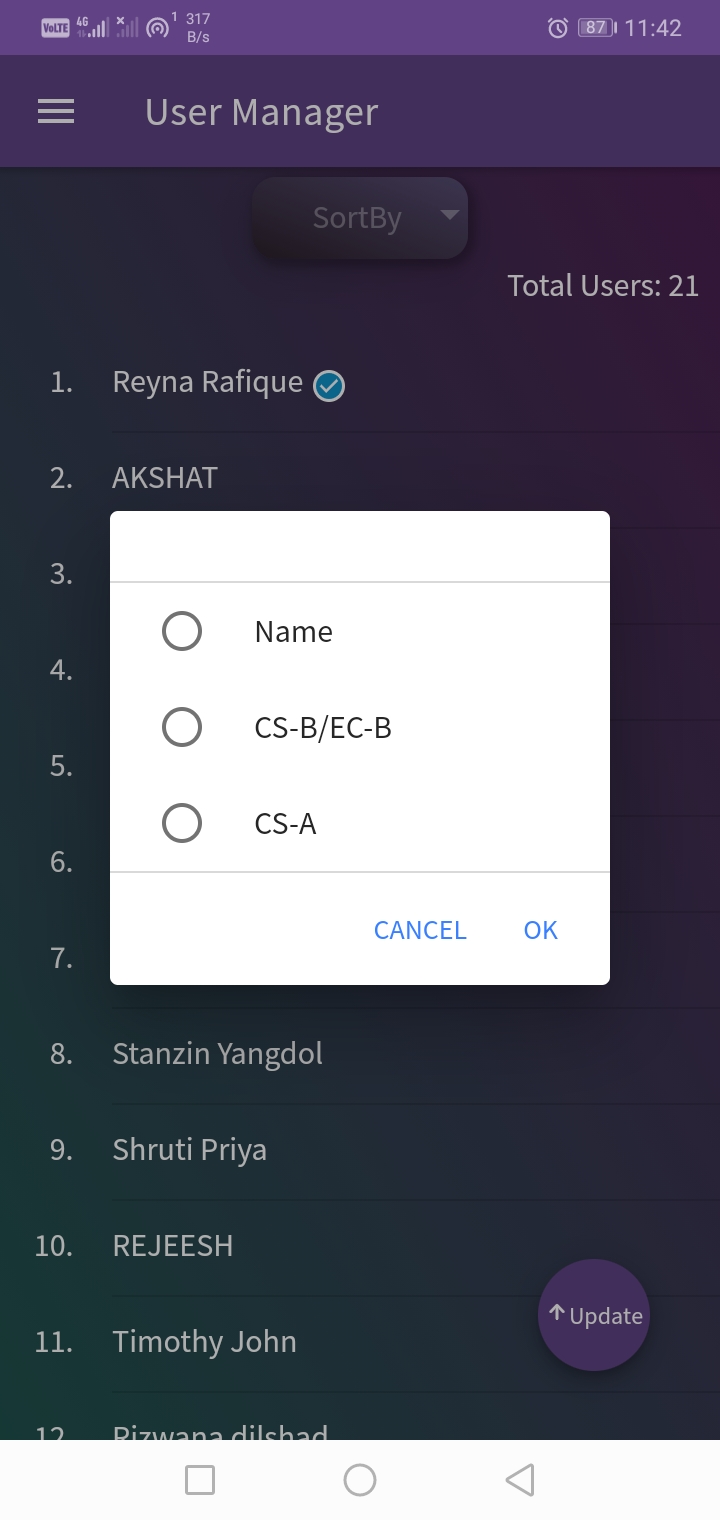 VoLTE 4G 1 317 B/s 87 11:42
User Manager
SortBy
Total Users: 21
1. Reyna Rafique
2. AKSHAT
3.
Name
4.
CS-B/EC-B
5.
CS-A
6.
CANCEL OK
7.
8. Stanzin Yangdol
9. Shruti Priya
10. REJEESH
↑ Update
11. Timothy John
12. Rizwana dilshad